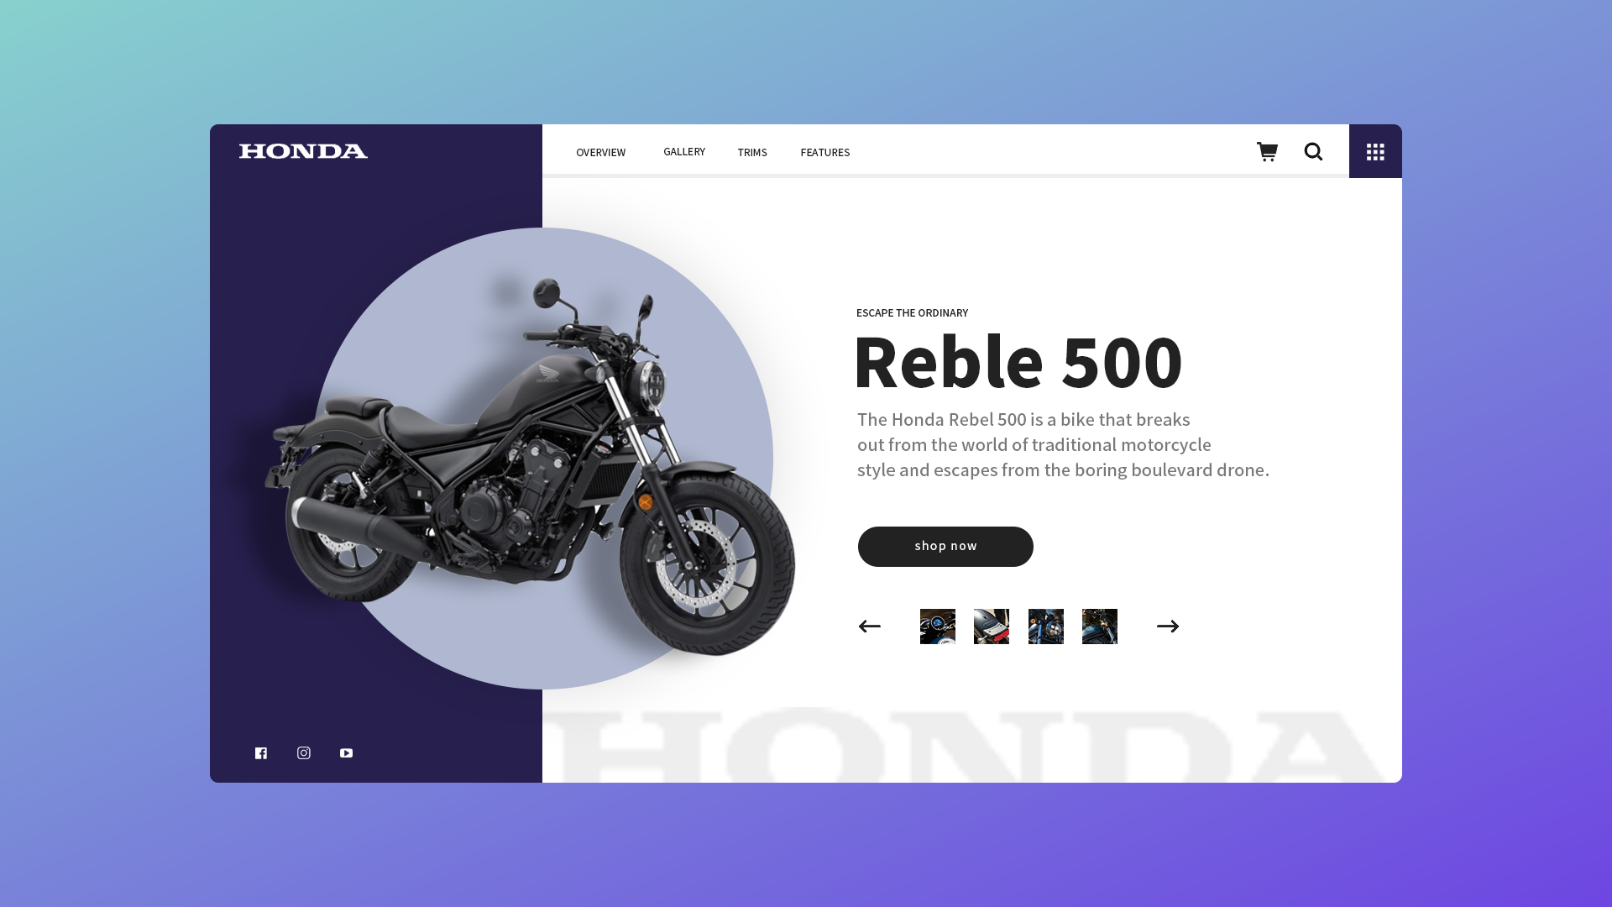 HONDA
OVERVIEW
GALLERY
TRIMS
FEATURES
ESCAPE THE ORDINARY
Reble 500
The Honda Rebel 500 is a bike that breaks
out from the world of traditional motorcycle
style and escapes from the boring boulevard drone.
shop now
HONDA